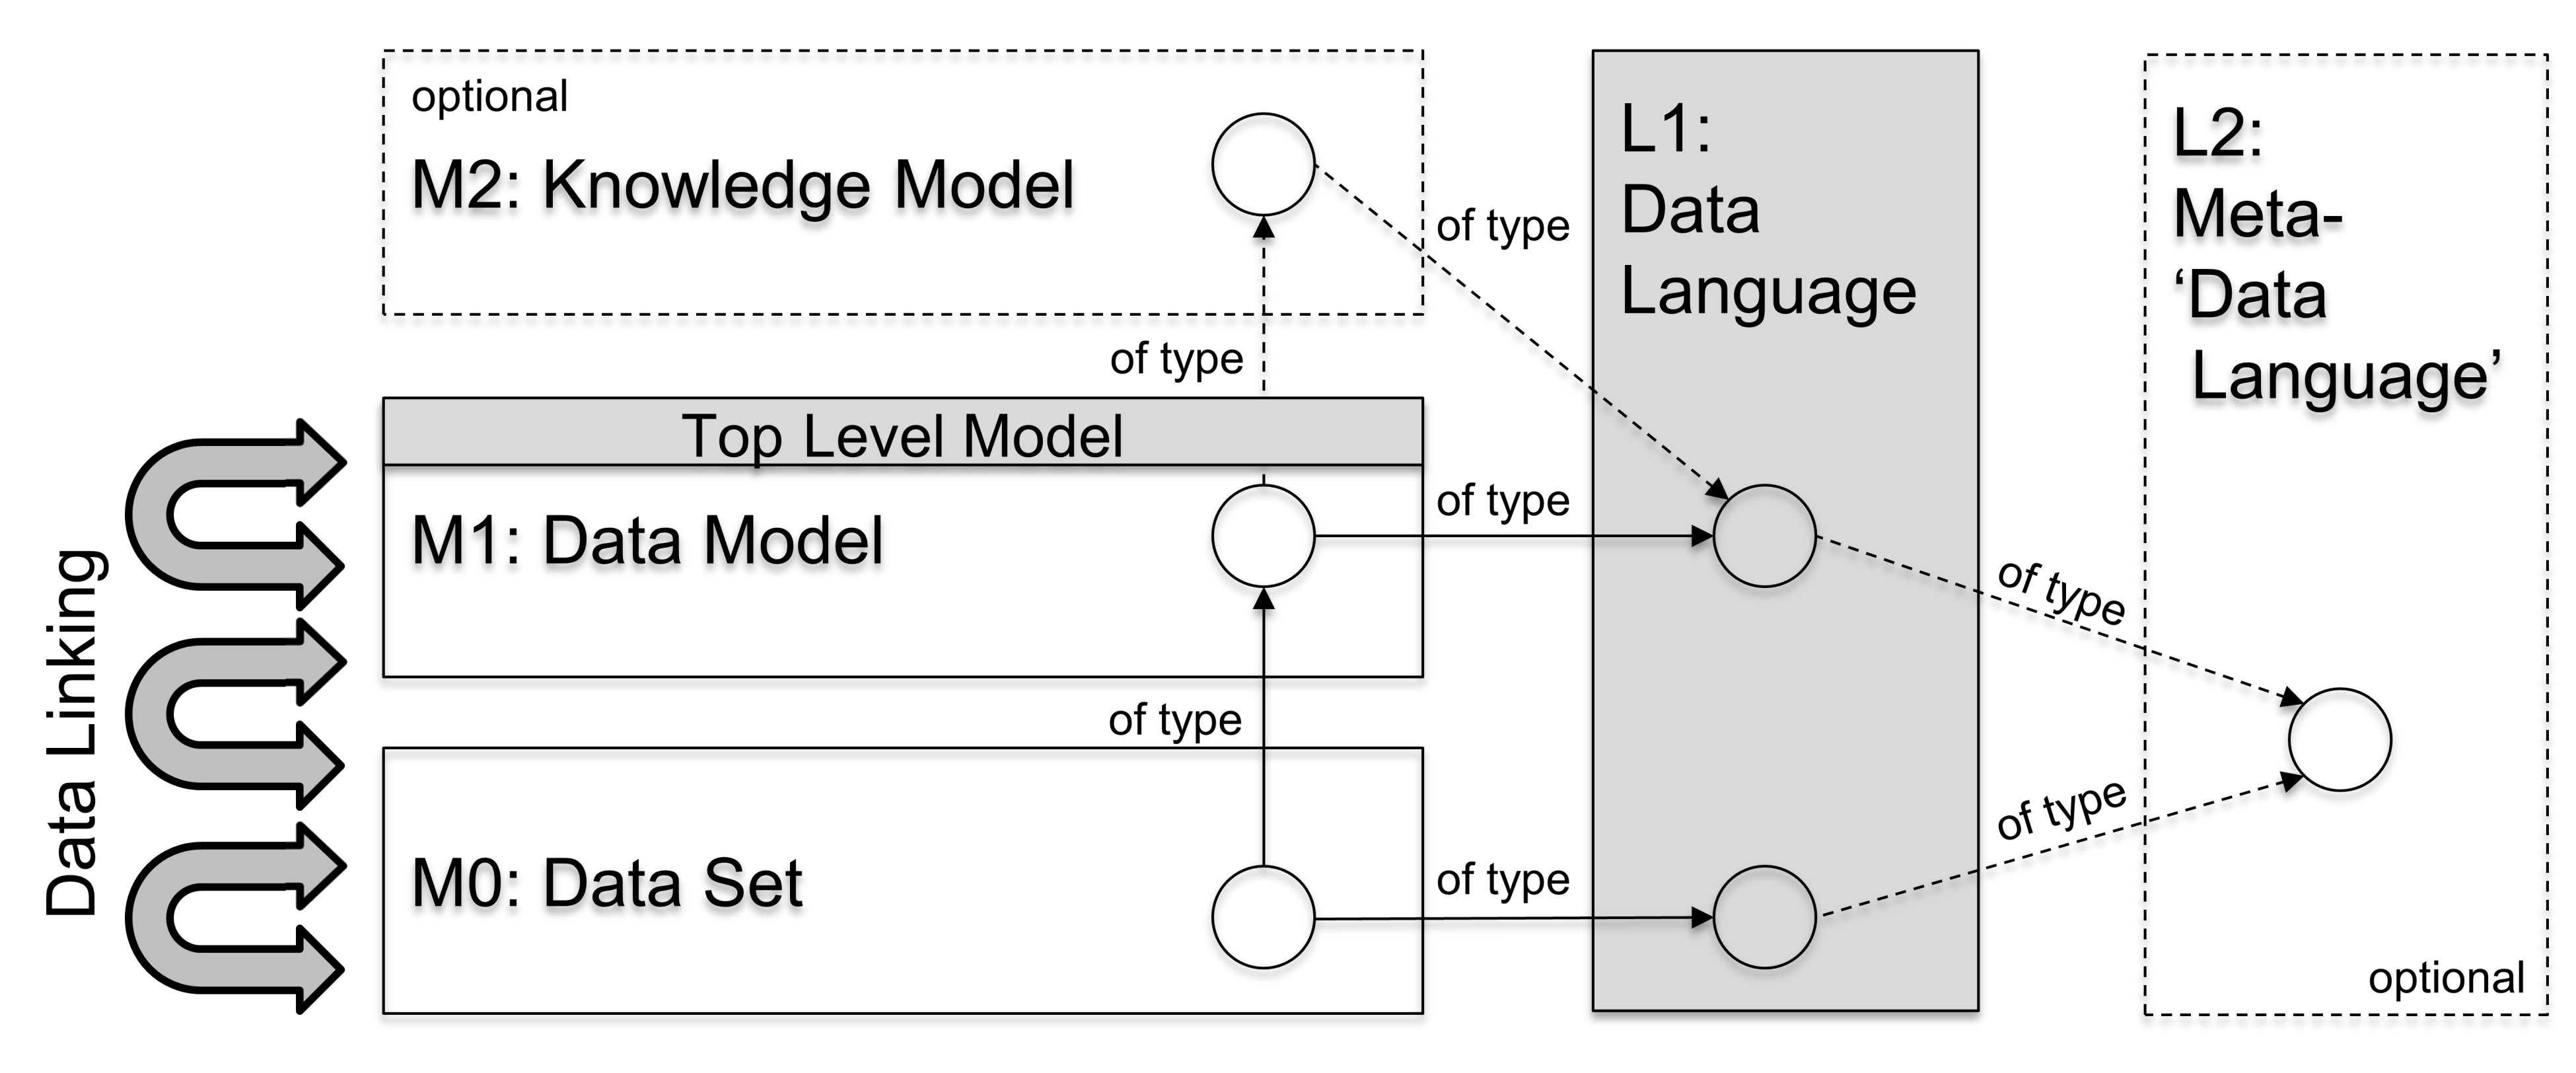 optional
M2: Knowledge Model
of type
of type
Top Level Model
M1: Data Model
of type
of type
M0: Data Set
of type
Data Linking
L1:
Data
Language
of type
of type
L2:
Meta-
‘Data
Language’
optional